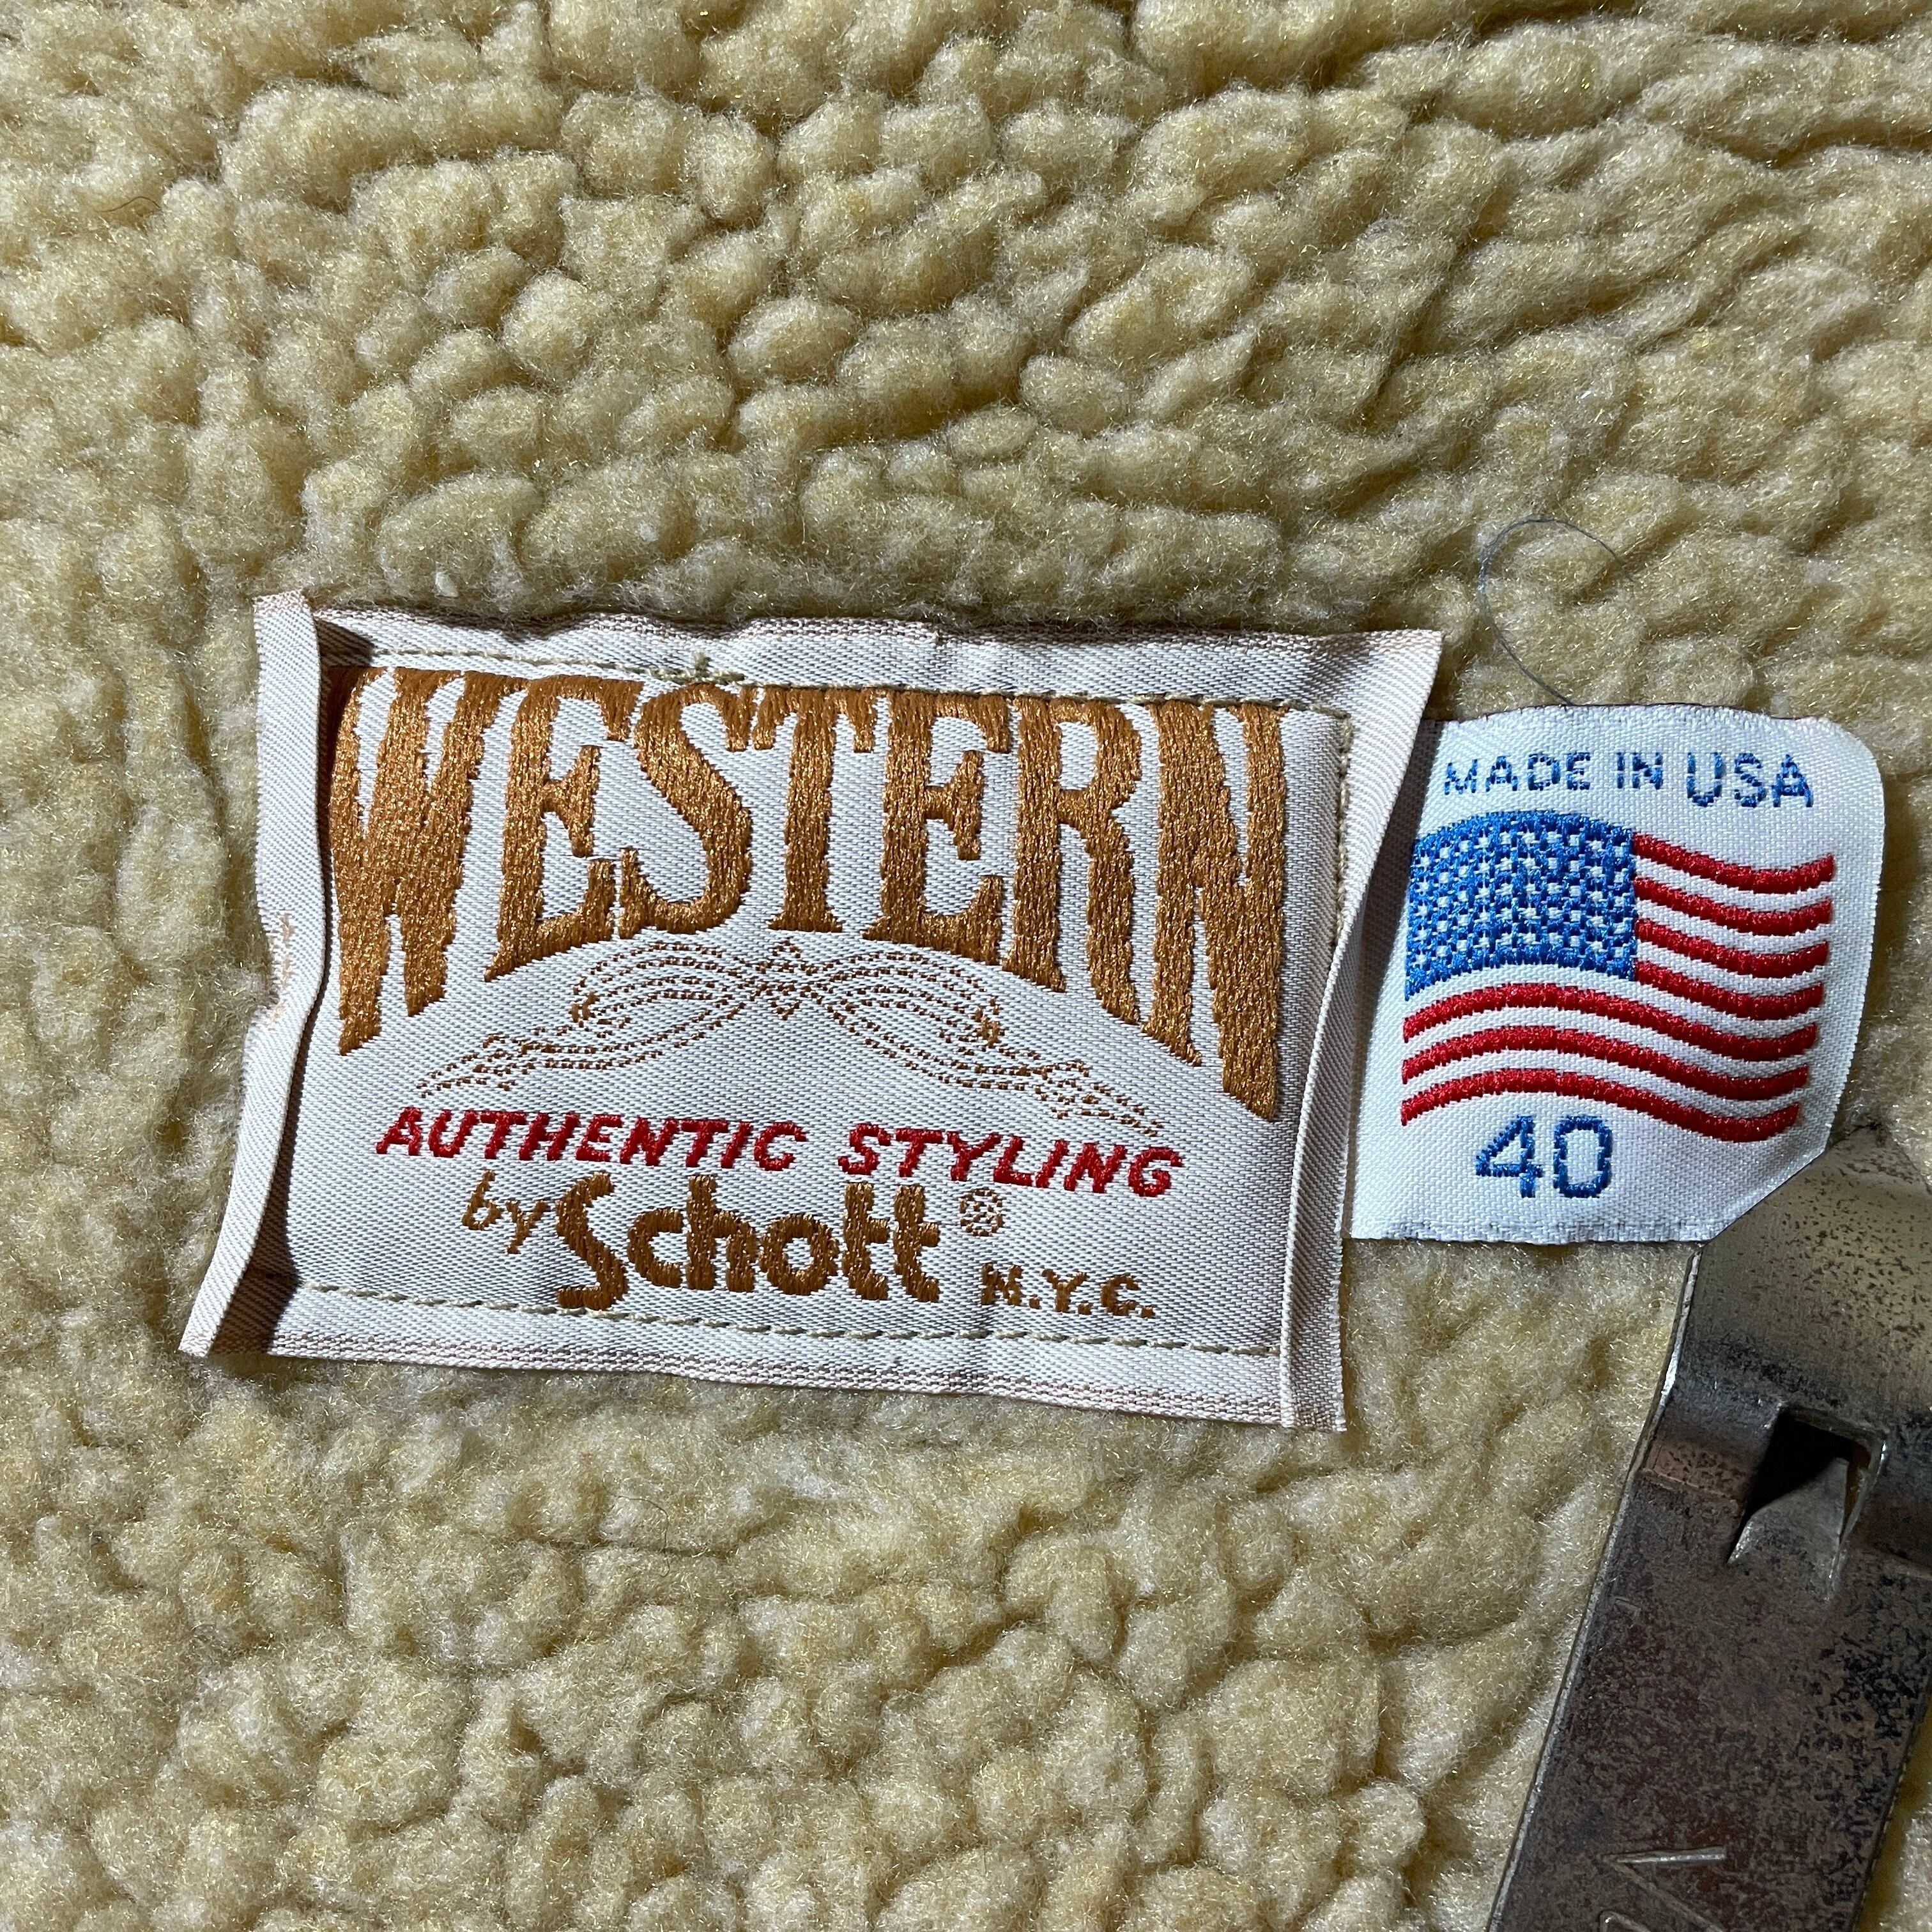 WESTERN
AUTHENTIC STYLING
by Schott®
N.Y.C.
MADE IN USA
40